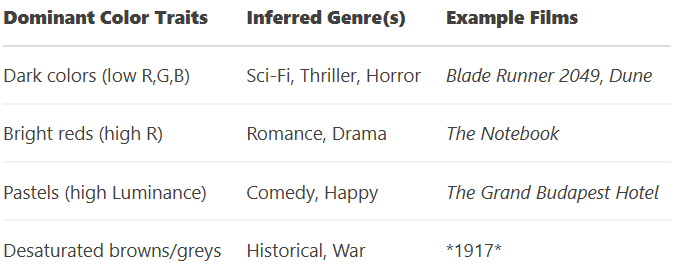 Dominant Color Traits Inferred Genre(s) Example Films
Dark colors (low R,G,B) Sci-Fi, Thriller, Horror Blade Runner 2049, Dune
Bright reds (high R) Romance, Drama The Notebook
Pastels (high Luminance) Comedy, Happy The Grand Budapest Hotel
Desaturated browns/greys Historical, War *1917*